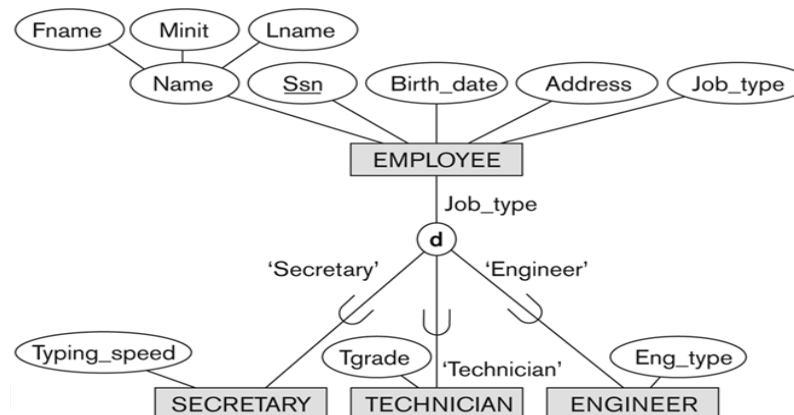 Fname Minit Lname
Name Ssn Birth_date Address Job_type
EMPLOYEE
Job_type
d
‘Secretary’ ‘Engineer’
Typing_speed Tgrade Eng_type
‘Technician’
SECRETARY TECHNICIAN ENGINEER